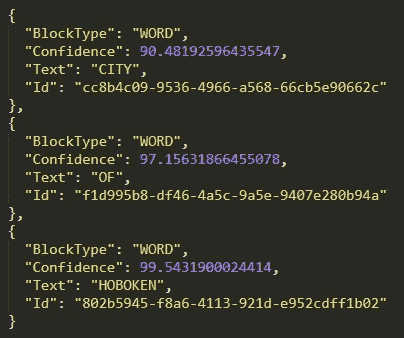 {
  "BlockType": "WORD",
  "Confidence": 90.48192596435547,
  "Text": "CITY",
  "Id": "cc8b4c09-9536-4966-a568-66cb5e90662c"
},
{
  "BlockType": "WORD",
  "Confidence": 97.15631866455078,
  "Text": "OF",
  "Id": "f1d995b8-df46-4a5c-9a5e-9407e280b94a"
},
{
  "BlockType": "WORD",
  "Confidence": 99.5431900024414,
  "Text": "HOBOKEN",
  "Id": "802b5945-f8a6-4113-921d-e952cdff1b02"
}